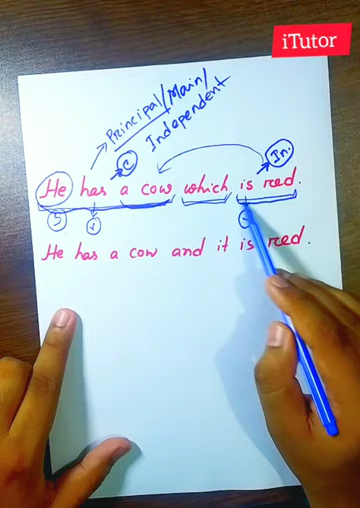 iTutor
Principal/Main/
Independent
C
In.
He has a cow which is red.
S
v
He has a cow and it is red.